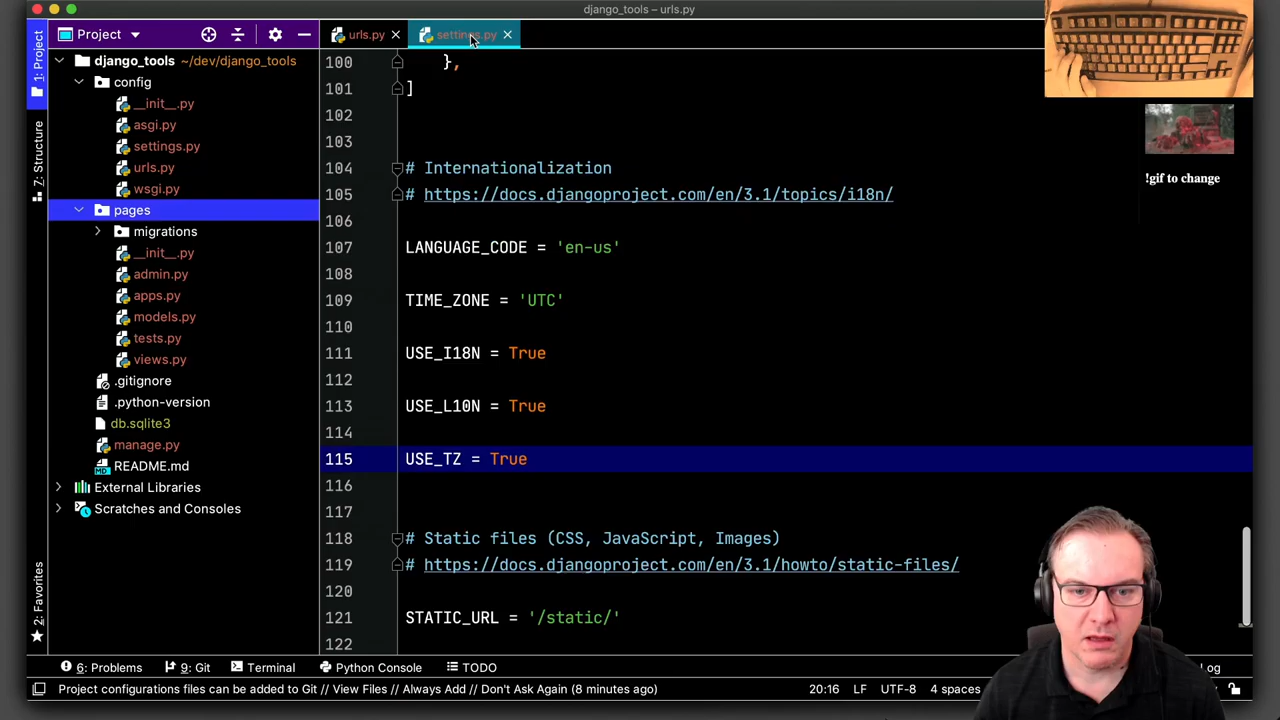 django_tools – urls.py
Project
urls.py
settings.py
1: Project
7: Structure
2: Favorites
django_tools ~/dev/django_tools
config
__init__.py
asgi.py
settings.py
urls.py
wsgi.py
pages
migrations
__init__.py
admin.py
apps.py
models.py
tests.py
views.py
.gitignore
.python-version
db.sqlite3
manage.py
README.md
External Libraries
Scratches and Consoles
100 },
101 ]
102
103
104 # Internationalization
105 # https://docs.djangoproject.com/en/3.1/topics/i18n/
106
107 LANGUAGE_CODE = 'en-us'
108
109 TIME_ZONE = 'UTC'
110
111 USE_I18N = True
112
113 USE_L10N = True
114
115 USE_TZ = True
116
117
118 # Static files (CSS, JavaScript, Images)
119 # https://docs.djangoproject.com/en/3.1/howto/static-files/
120
121 STATIC_URL = '/static/'
122
!gif to change
6: Problems
9: Git
Terminal
Python Console
TODO
Log
Project configurations files can be added to Git // View Files // Always Add // Don't Ask Again (8 minutes ago)
20:16
LF
UTF-8
4 spaces